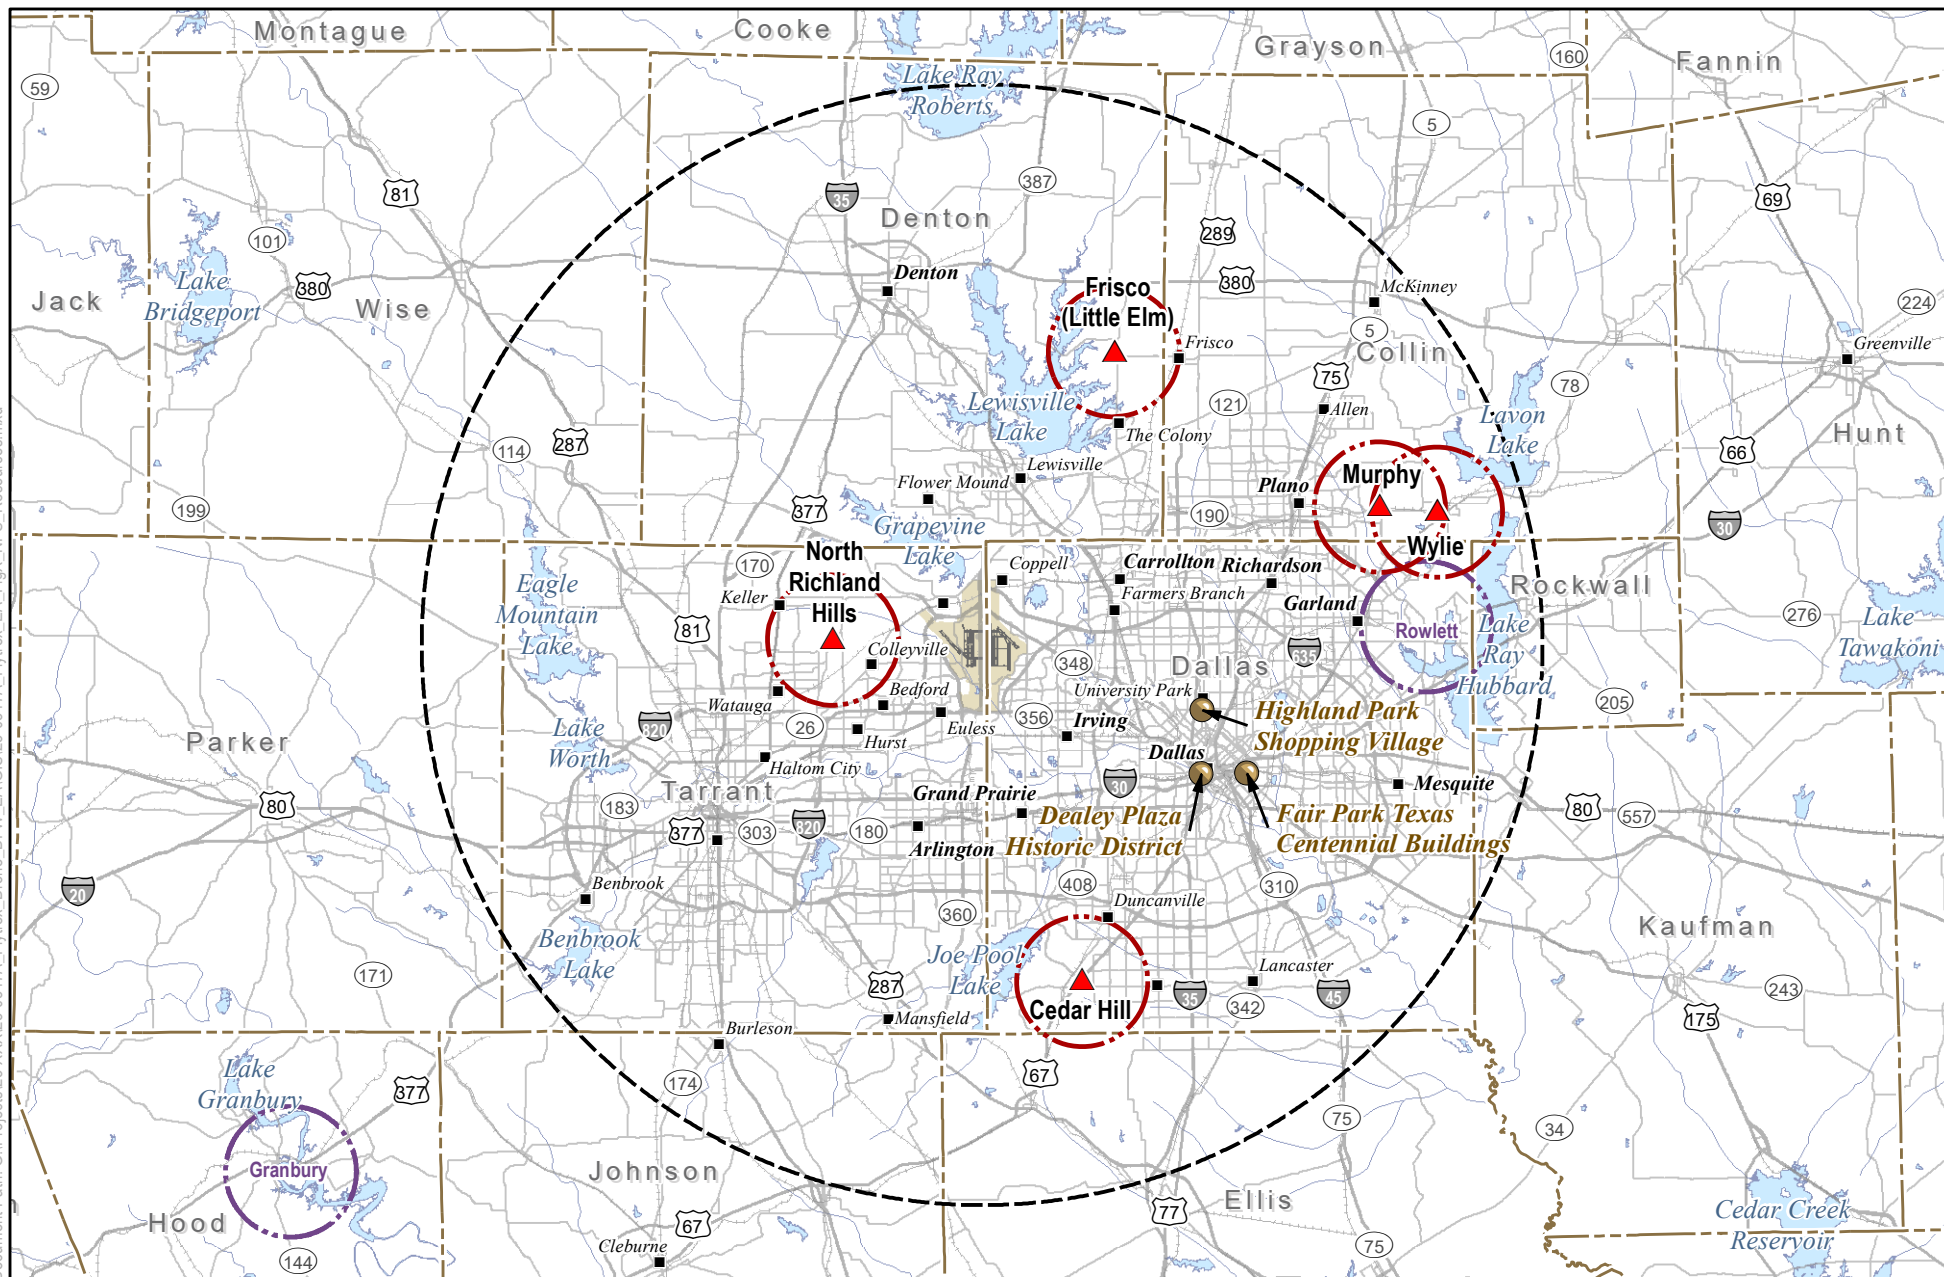 Montague
Cooke
Grayson
Fannin
160
59
Lake Ray
Roberts
5
387
81
35
69
Denton
289
101
Lake
Bridgeport
380
Jack
Wise
Denton
380
Frisco
(Little Elm)
McKinney
224
5
Collin
Frisco
Greenville
75
78
121
Allen
Lewisville
Lake
The Colony
Lavon
Lake
Hunt
287
114
66
Lewisville
Murphy
Flower Mound
Plano
199
377
190
30
Grapevine
Lake
North
Richland
Hills
Wylie
170
Coppell
Carrollton
Richardson
Eagle
Mountain
Lake
Keller
Farmers Branch
Garland
Rockwall
81
Rowlett
Lake
Ray
Hubbard
276
Lake
Tawakoni
Colleyville
348
Dallas
635
Bedford
University Park
Watauga
26
356
Highland Park
Shopping Village
205
820
Euless
Irving
Lake
Worth
Hurst
Parker
Dallas
Haltom City
Tarrant
30
Mesquite
Grand Prairie
80
183
377
303
820
180
Dealey Plaza
Historic District
Fair Park Texas
Centennial Buildings
80
557
Arlington
20
Benbrook
408
310
Duncanville
360
Benbrook
Lake
Joe Pool
Lake
Kaufman
171
287
Lancaster
35
45
243
Cedar Hill
342
Mansfield
175
Burleson
Lake
Granbury
67
377
174
75
34
Granbury
Johnson
Ellis
Hood
67
77
Cedar Creek
Reservoir
Cleburne
75
144